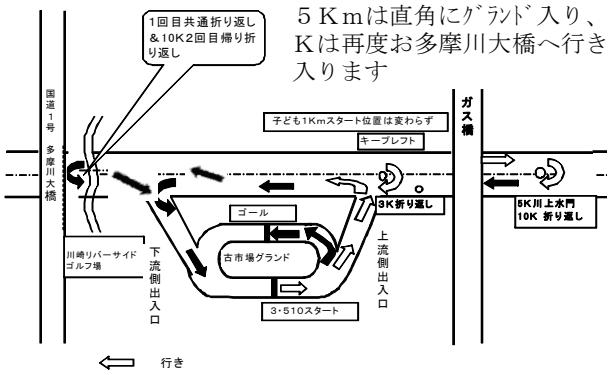 1回目共通折り返し
&10K2回目帰り折
り返し
５Ｋｍは直角にグランド入り、
Ｋは再度お多摩川大橋へ行き
入ります
国道1号 多摩川大橋
ガス橋
子ども1Kmスタート位置は変わらず
キープレフト
3K折り返し
5K川上水門
10K 折り返し
ゴール
古市場グランド
川崎リバーサイド
ゴルフ場
下流側出入口
上流側出入口
3・510スタート
行き